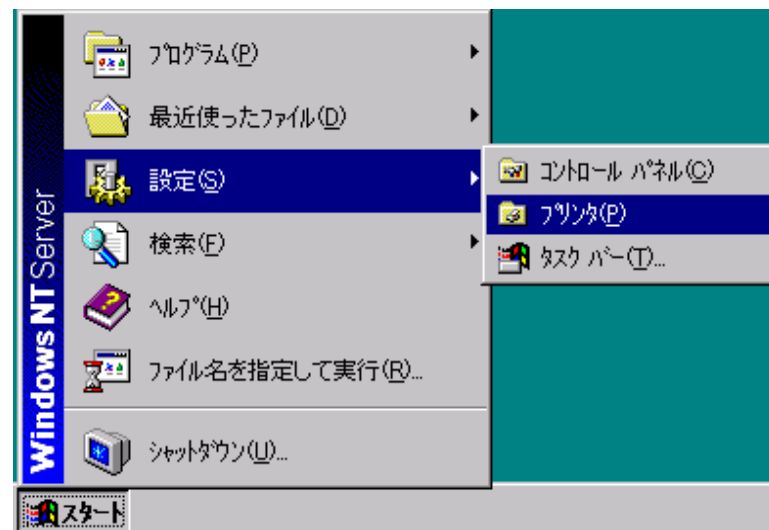 Windows NT Server
プログラム(P)
最近使ったファイル(D)
設定(S)
検索(F)
ヘルプ(H)
ファイル名を指定して実行(R)...
シャットダウン(U)...
コントロール パネル(C)
プリンタ(P)
タスク バー(T)...
スタート